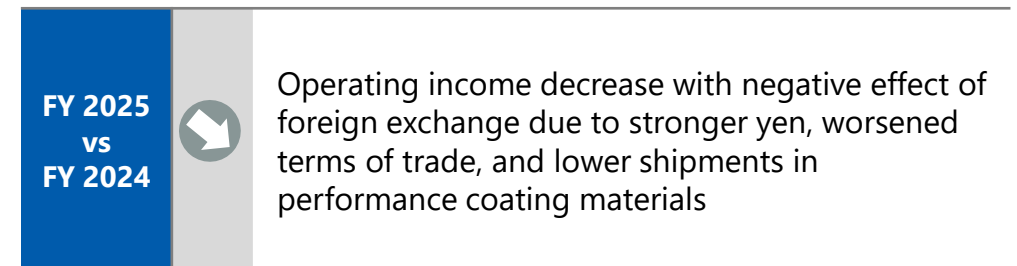 FY 2025
vs
FY 2024
Operating income decrease with negative effect of
foreign exchange due to stronger yen, worsened
terms of trade, and lower shipments in
performance coating materials